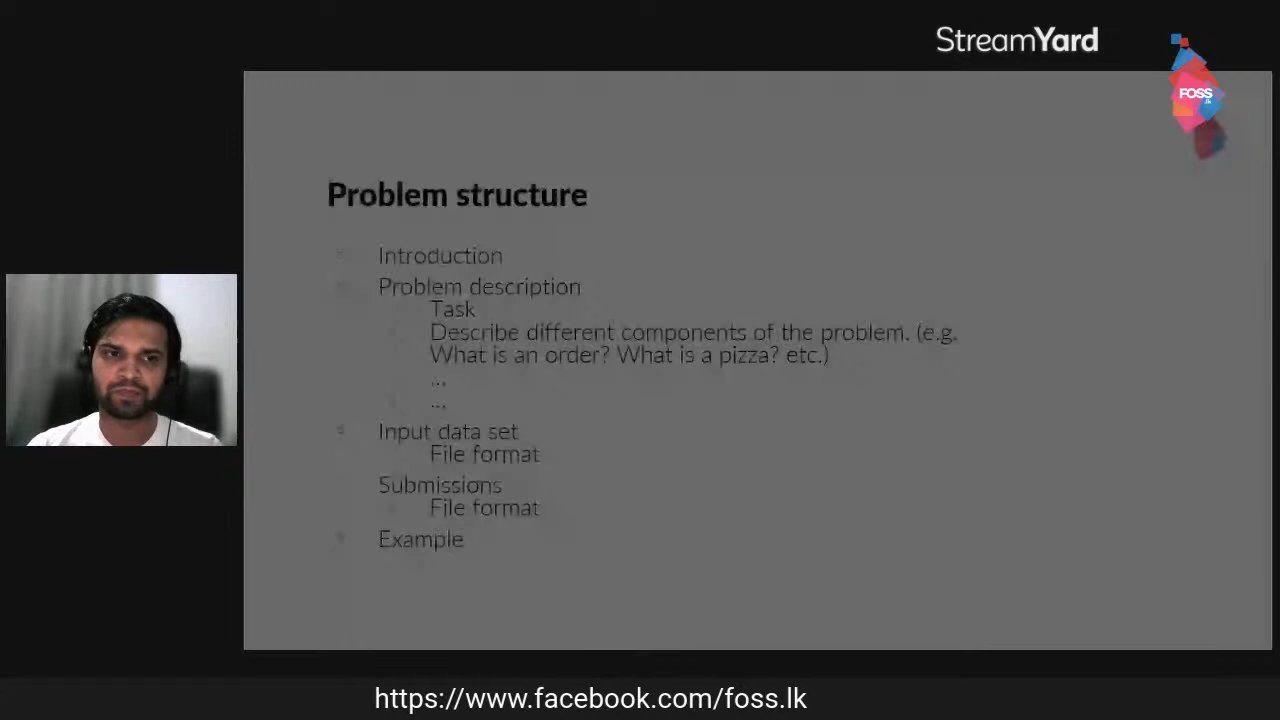 StreamYard
FOSS
.lk
Problem structure
Introduction
Problem description
Task
Describe different components of the problem. (e.g.
What is an order? What is a pizza? etc.)
...
...
Input data set
File format
Submissions
File format
Example
https://www.facebook.com/foss.lk